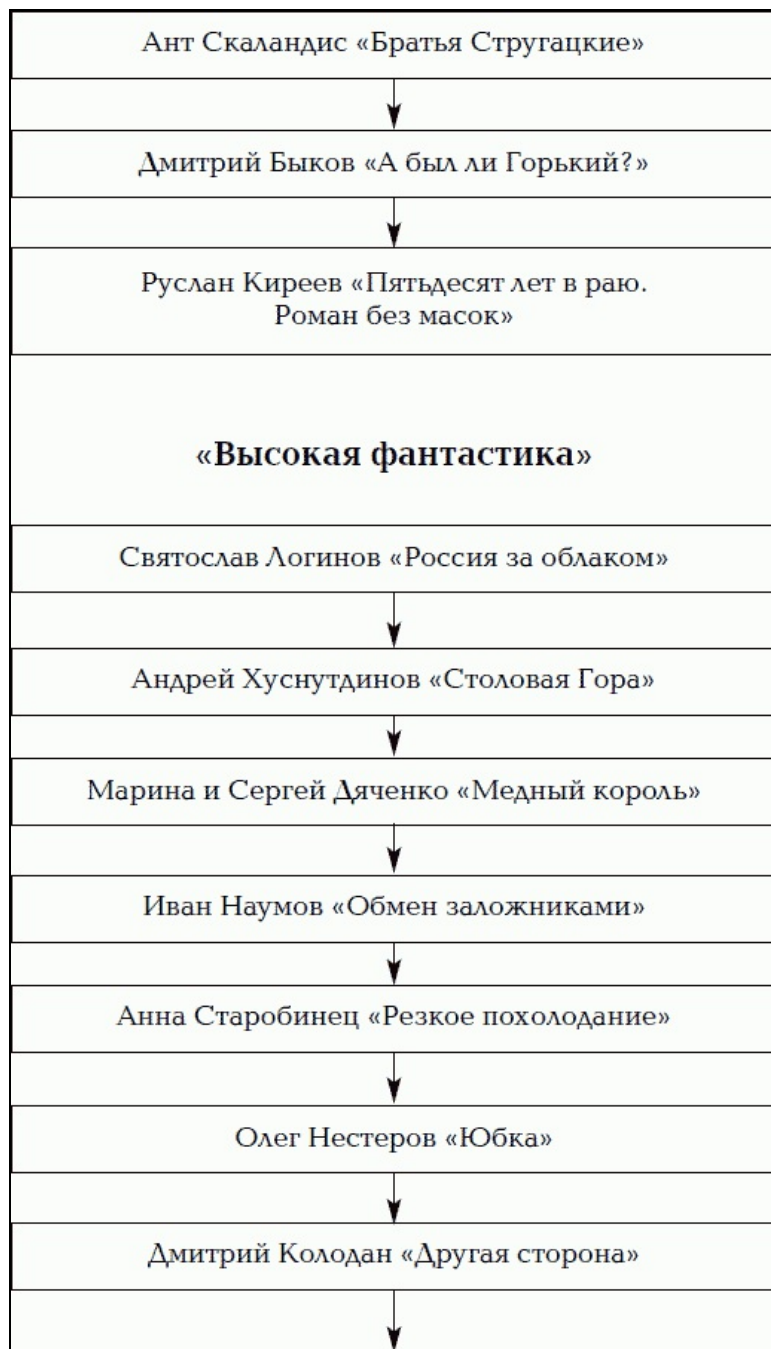 Ант Скаландис «Братья Стругацкие»
Дмитрий Быков «А был ли Горький?»
Руслан Киреев «Пятьдесят лет в раю.
Роман без масок»
«Высокая фантастика»
Святослав Логинов «Россия за облаком»
Андрей Хуснутдинов «Столовая Гора»
Марина и Сергей Дяченко «Медный король»
Иван Наумов «Обмен заложниками»
Анна Старобинец «Резкое похолодание»
Олег Нестеров «Юбка»
Дмитрий Колодан «Другая сторона»